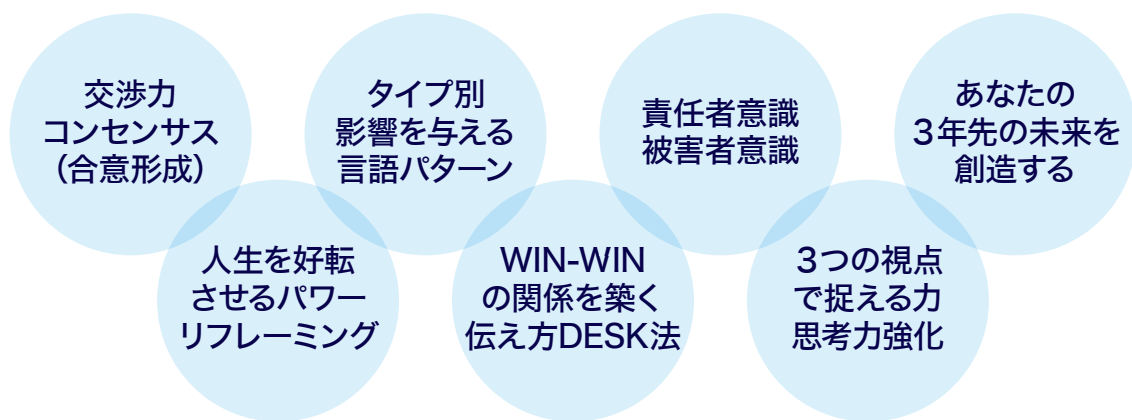 交渉力
コンセンサス
（合意形成）
タイプ別
影響を与える
言語パターン
責任者意識
被害者意識
あなたの
３年先の未来を
創造する
人生を好転
させるパワー
リフレーミング
WIN-WIN
の関係を築く
伝え方DESK法
３つの視点
で捉える力
思考力強化